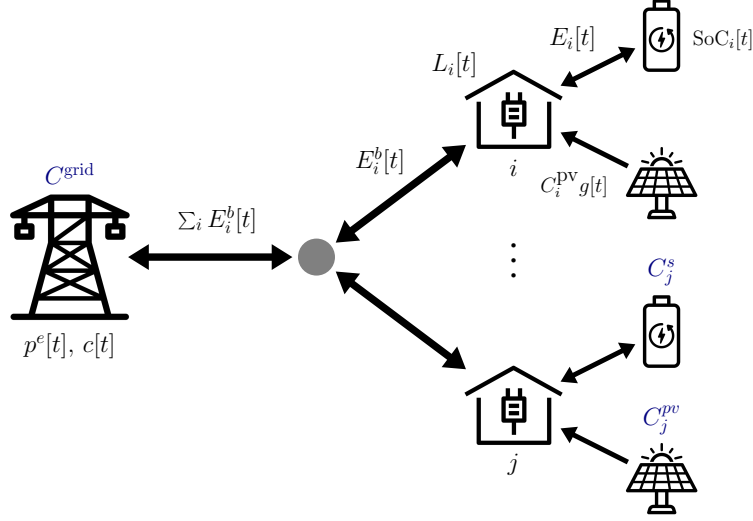 E_i[t]
SoC_i[t]
L_i[t]
E_i^b[t]
i
C_i^pv g[t]
C^grid
∑_i E_i^b[t]
p^e[t], c[t]
⋮
C_j^s
C_j^pv
j